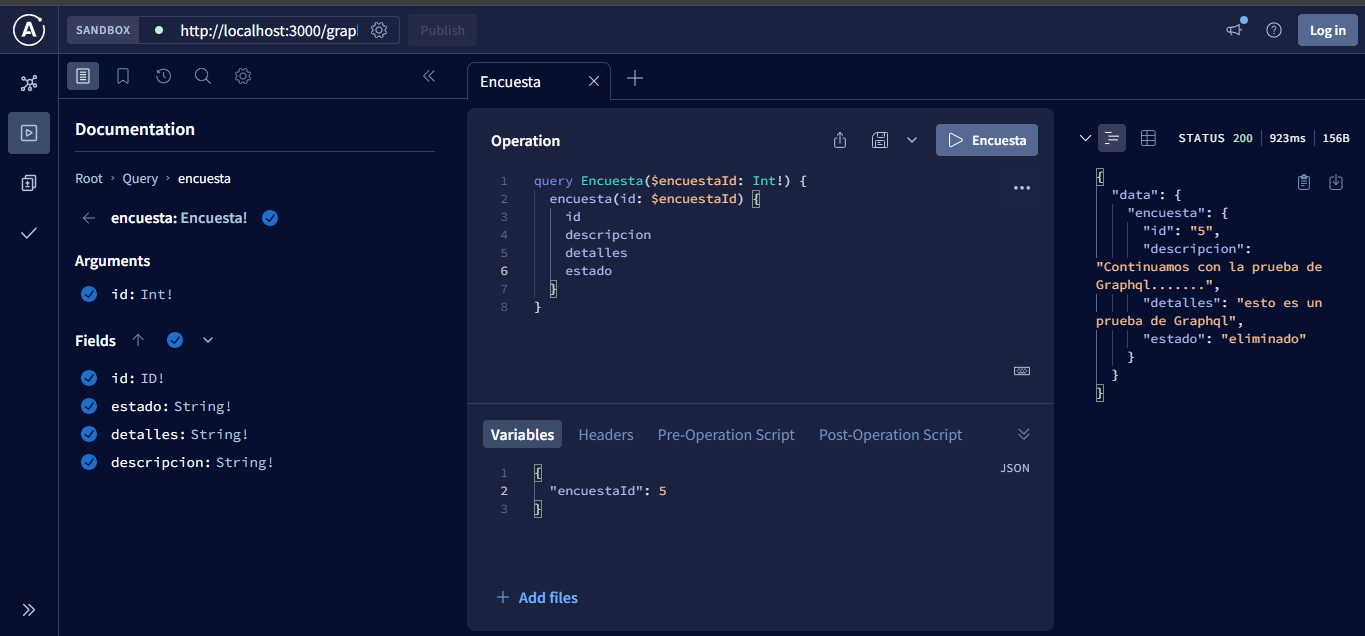 SANDBOX
http://localhost:3000/grap
Publish
Log in
Documentation
Root › Query › encuesta
encuesta: Encuesta!
Arguments
id: Int!
Fields
id: ID!
estado: String!
detalles: String!
descripcion: String!
Encuesta
Operation
Encuesta
1 query Encuesta($encuestaId: Int!) {
2 encuesta(id: $encuestaId) {
3 id
4 descripcion
5 detalles
6 estado
7 }
8 }
Variables Headers Pre-Operation Script Post-Operation Script
JSON
1 {
2 "encuestaId": 5
3 }
Add files
STATUS 200 923ms 156B
{
"data": {
"encuesta": {
"id": "5",
"descripcion":
"Continuamos con la prueba de
Graphql.......",
"detalles": "esto es un
prueba de Graphql",
"estado": "eliminado"
}
}
}